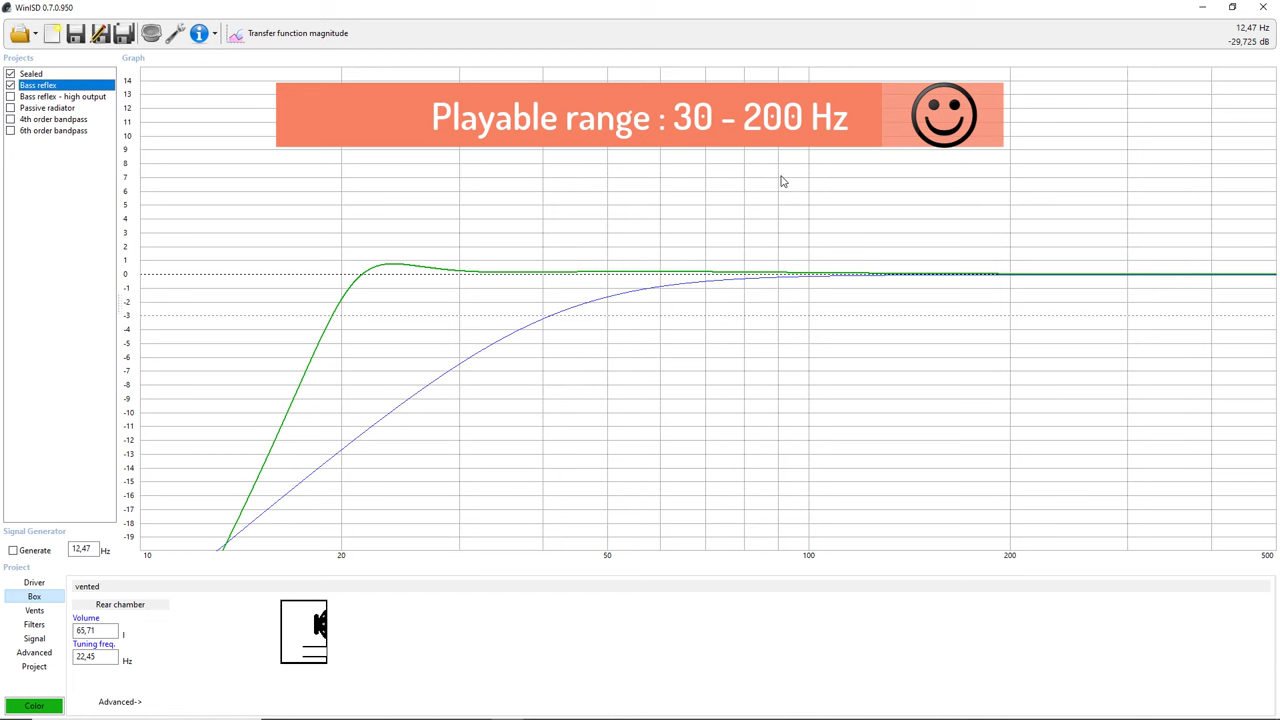 WinISD 0.7.0.950
Transfer function magnitude
12,47 Hz
-29,725 dB
Projects
Graph
Sealed
Bass reflex
Bass reflex - high output
Passive radiator
4th order bandpass
6th order bandpass
Playable range : 30 - 200 Hz
14
13
12
11
10
9
8
7
6
5
4
3
2
1
0
-1
-2
-3
-4
-5
-6
-7
-8
-9
-10
-11
-12
-13
-14
-15
-16
-17
-18
-19
10 20 50 100 200 500
Signal Generator
Generate 12,47 Hz
Project
Driver
Box
Vents
Filters
Signal
Advanced
Project
Color
vented
Rear chamber
Volume
65,71 l
Tuning freq.
22,45 Hz
Advanced->